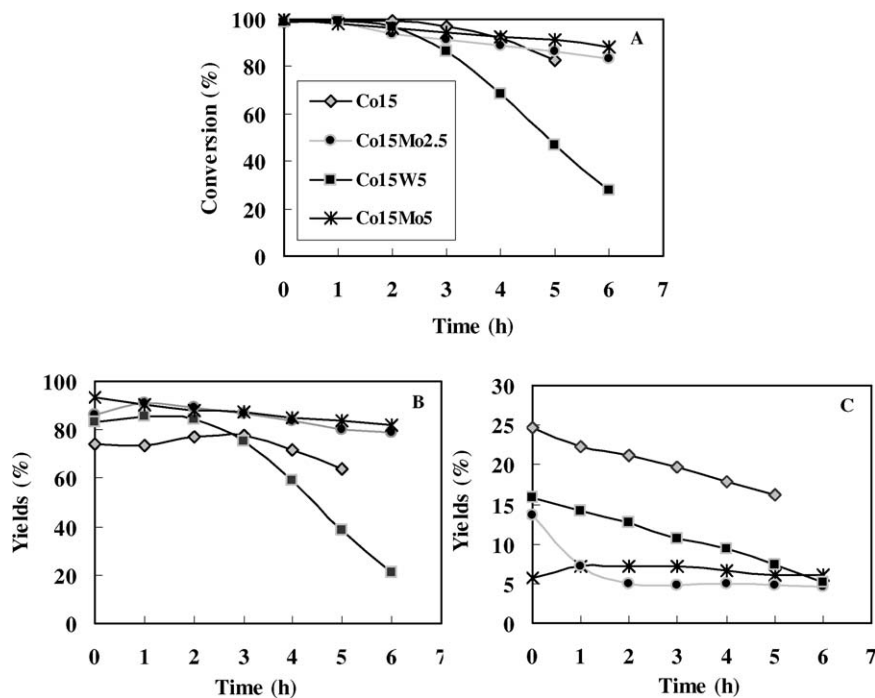 100
80
60
40
20
0
Conversion (%)
A
Co15
Co15Mo2.5
Co15W5
Co15Mo5
0 1 2 3 4 5 6 7
Time (h)
100
80
60
40
20
0
Yields (%)
B
0 1 2 3 4 5 6 7
Time (h)
30
25
20
15
10
5
0
Yields (%)
C
0 1 2 3 4 5 6 7
Time (h)